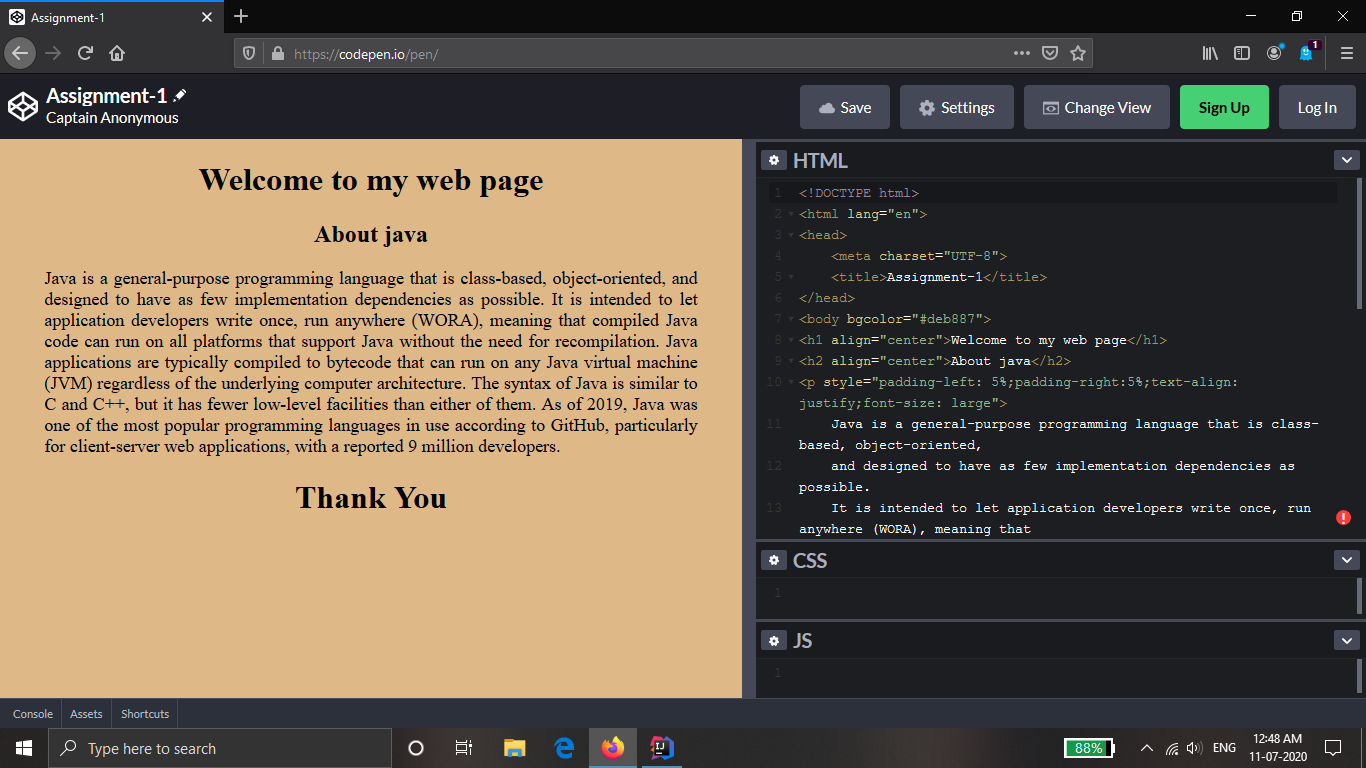 Assignment-1
https://codepen.io/pen/
1
Assignment-1
Captain Anonymous
Save
Settings
Change View
Sign Up
Log In
Welcome to my web page
About java
Java is a general-purpose programming language that is class-based, object-oriented, and
designed to have as few implementation dependencies as possible. It is intended to let
application developers write once, run anywhere (WORA), meaning that compiled Java
code can run on all platforms that support Java without the need for recompilation. Java
applications are typically compiled to bytecode that can run on any Java virtual machine
(JVM) regardless of the underlying computer architecture. The syntax of Java is similar to
C and C++, but it has fewer low-level facilities than either of them. As of 2019, Java was
one of the most popular programming languages in use according to GitHub, particularly
for client-server web applications, with a reported 9 million developers.
Thank You
HTML
1 <!DOCTYPE html>
2 <html lang="en">
3 <head>
4     <meta charset="UTF-8">
5     <title>Assignment-1</title>
6 </head>
7 <body bgcolor="#deb887">
8 <h1 align="center">Welcome to my web page</h1>
9 <h2 align="center">About java</h2>
10 <p style="padding-left: 5%;padding-right:5%;text-align:
justify;font-size: large">
11     Java is a general-purpose programming language that is class-
based, object-oriented,
12     and designed to have as few implementation dependencies as
possible.
13     It is intended to let application developers write once, run
anywhere (WORA), meaning that
CSS
1
JS
1
Console
Assets
Shortcuts
Type here to search
88%
ENG
12:48 AM
11-07-2020